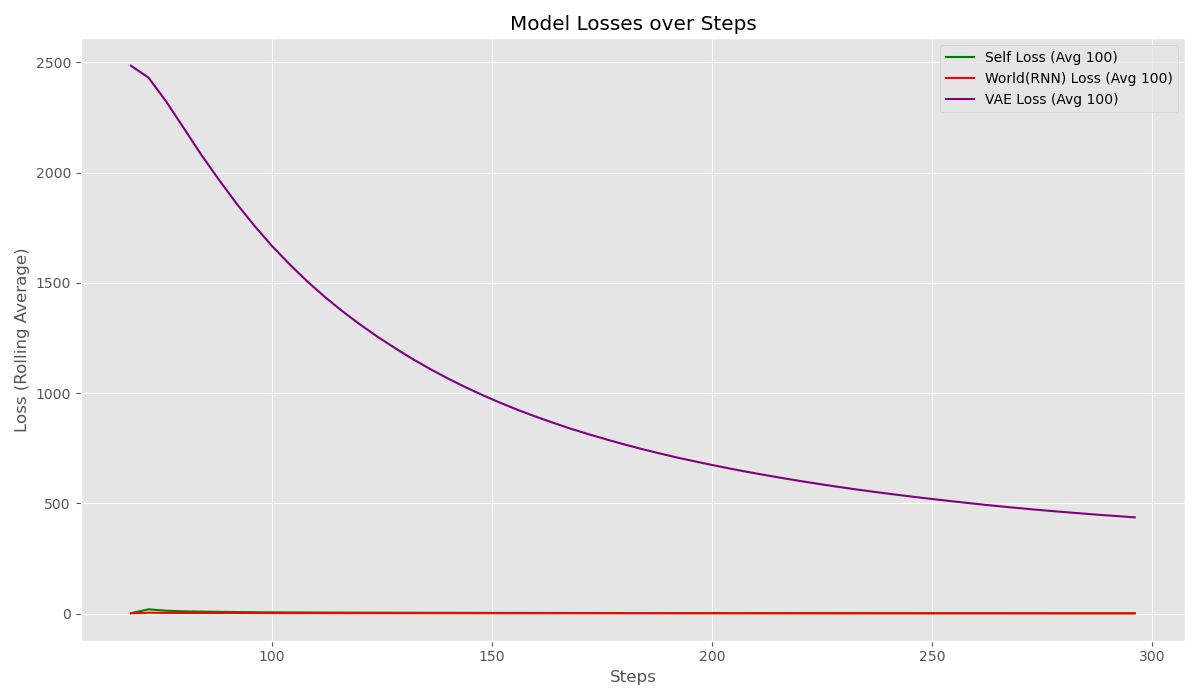 Model Losses over Steps
Self Loss (Avg 100)
World(RNN) Loss (Avg 100)
VAE Loss (Avg 100)
Loss (Rolling Average)
2500
2000
1500
1000
500
0
100 150 200 250 300
Steps